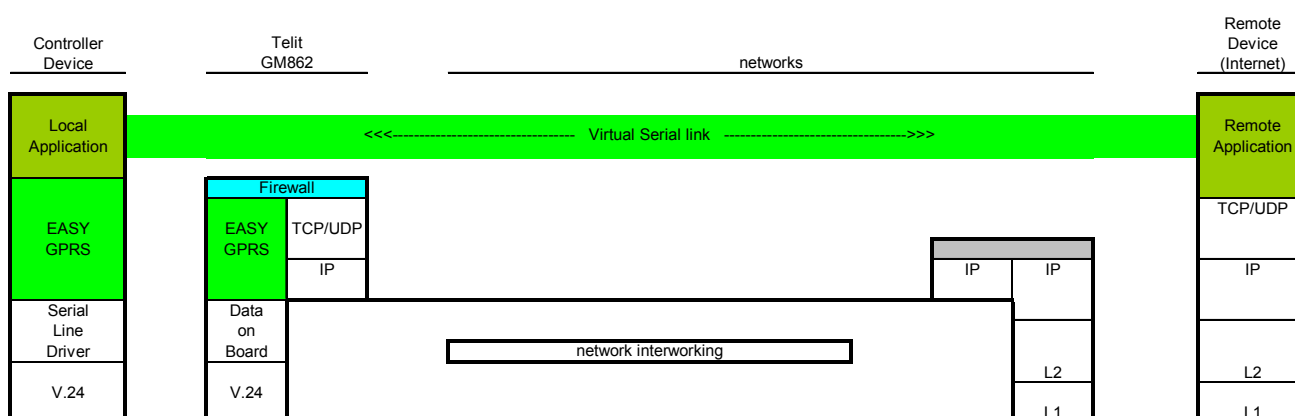 Controller
Device
Telit
GM862
networks
Remote
Device
(Internet)
Local
Application
<<<---------------------------------- Virtual Serial link ---------------------------------->>>
Remote
Application
Firewall
EASY
GPRS
EASY
GPRS
TCP/UDP
TCP/UDP
IP
IP
IP
IP
Serial
Line
Driver
Data
on
Board
network interworking
L2
L2
V.24
V.24
L1
L1